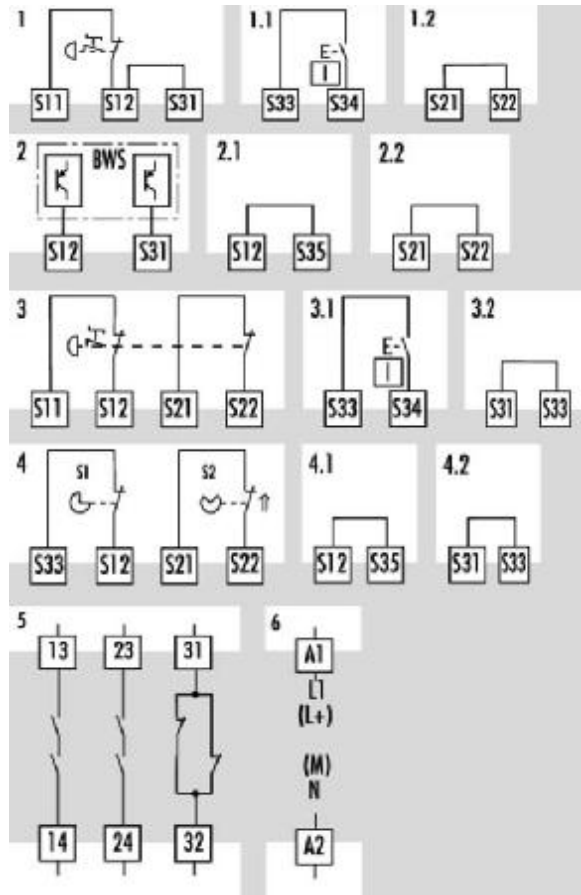 1 1.1 1.2
E-
S11 S12 S31 S33 S34 S21 S22
2 BWS 2.1 2.2
S12 S31 S12 S35 S21 S22
3 3.1 3.2
E-
S11 S12 S21 S22 S33 S34 S31 S33
4 S1 S2 4.1 4.2
S33 S12 S21 S22 S12 S35 S31 S33
5 6
13 23 31 A1
L1
(L+)
(M)
N
14 24 32 A2